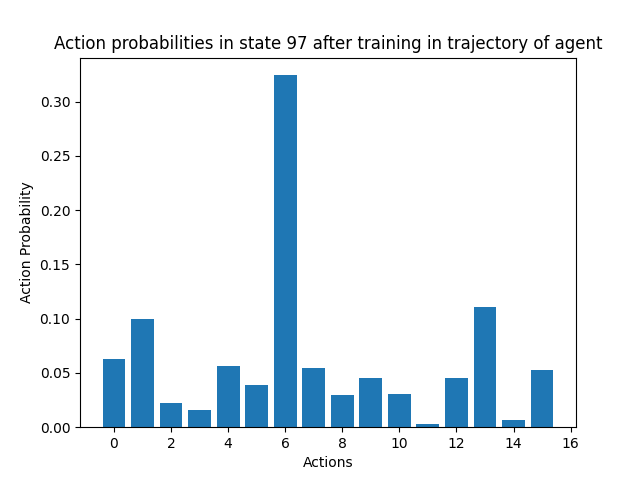 Action probabilities in state 97 after training in trajectory of agent
0.30
0.25
0.20
0.15
0.10
0.05
0.00
Action Probability
0 2 4 6 8 10 12 14 16
Actions